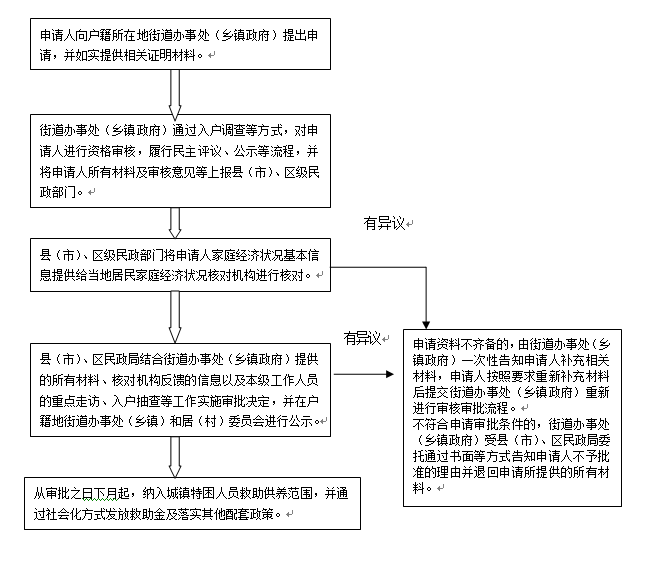 申请人向户籍所在地街道办事处（乡镇政府）提出申
请，并如实提供相关证明材料。
街道办事处（乡镇政府）通过入户调查等方式，对申
请人进行资格审核，履行民主评议、公示等流程，并
将申请人所有材料及审核意见等上报县（市）、区级民
政部门。
有异议
县（市）、区级民政部门将申请人家庭经济状况基本信
息提供给当地居民家庭经济状况核对机构进行核对。
有异议
县（市）、区民政局结合街道办事处（乡镇政府）提供
的所有材料、核对机构反馈的信息以及本级工作人员
的重点走访、入户抽查等工作实施审批决定，并在户
籍地街道办事处（乡镇）和居（村）委员会进行公示。
申请资料不齐备的，由街道办事处（乡
镇政府）一次性告知申请人补充相关
材料，申请人按照要求重新补充材料
后提交街道办事处（乡镇政府）重新
进行审核审批流程。
不符合申请审批条件的，街道办事处
（乡镇政府）受县（市）、区民政局委
托通过书面等方式告知申请人不予批
准的理由并退回申请所提供的所有材
料。
从审批之日下月起，纳入城镇特困人员救助供养范围，并通
过社会化方式发放救助金及落实其他配套政策。